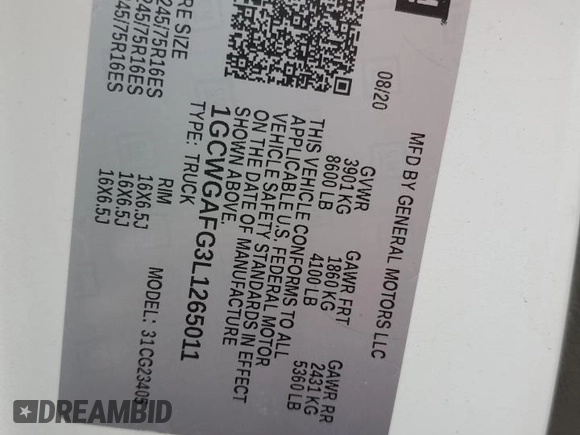 MFD BY GENERAL MOTORS LLC
08/20
GVWR GAWR FRT GAWR RR
3901 KG 1860 KG 2431 KG
8600 LB 4100 LB 5360 LB
THIS VEHICLE CONFORMS TO ALL
APPLICABLE U.S. FEDERAL MOTOR
VEHICLE SAFETY STANDARDS IN EFFECT
ON THE DATE OF MANUFACTURE
SHOWN ABOVE.
1GCWGAFG3L1265011
TYPE: TRUCK MODEL:
SIZE RIM
245/75R16ES 16X6.5J
245/75R16ES 16X6.5J
245/75R16ES 16X6.5J
DREAMBID